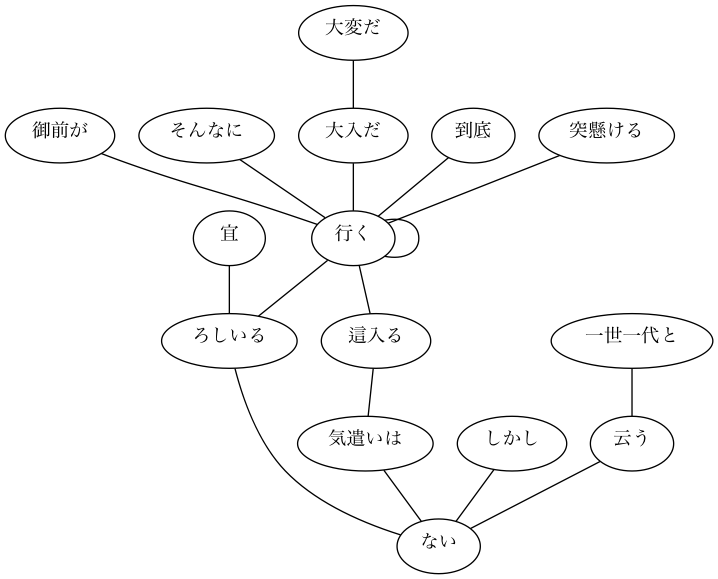 大変だ
御前が
そんなに
大入だ
到底
突懸ける
宜
行く
ろしいる
這入る
一世一代と
気遣いは
しかし
云う
ない